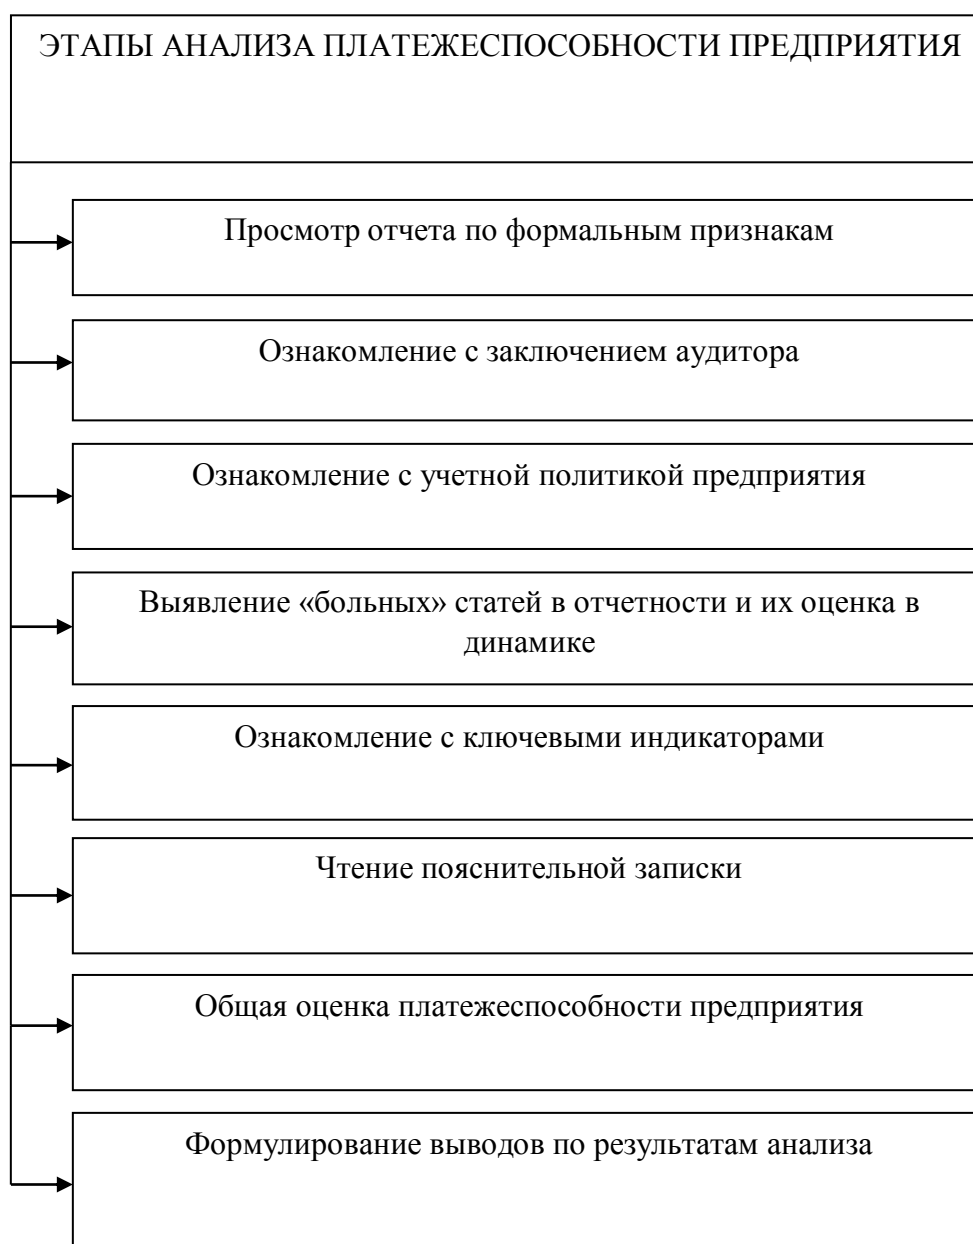 ЭТАПЫ АНАЛИЗА ПЛАТЕЖЕСПОСОБНОСТИ ПРЕДПРИЯТИЯ
Просмотр отчета по формальным признакам
Ознакомление с заключением аудитора
Ознакомление с учетной политикой предприятия
Выявление «больных» статей в отчетности и их оценка в
динамике
Ознакомление с ключевыми индикаторами
Чтение пояснительной записки
Общая оценка платежеспособности предприятия
Формулирование выводов по результатам анализа